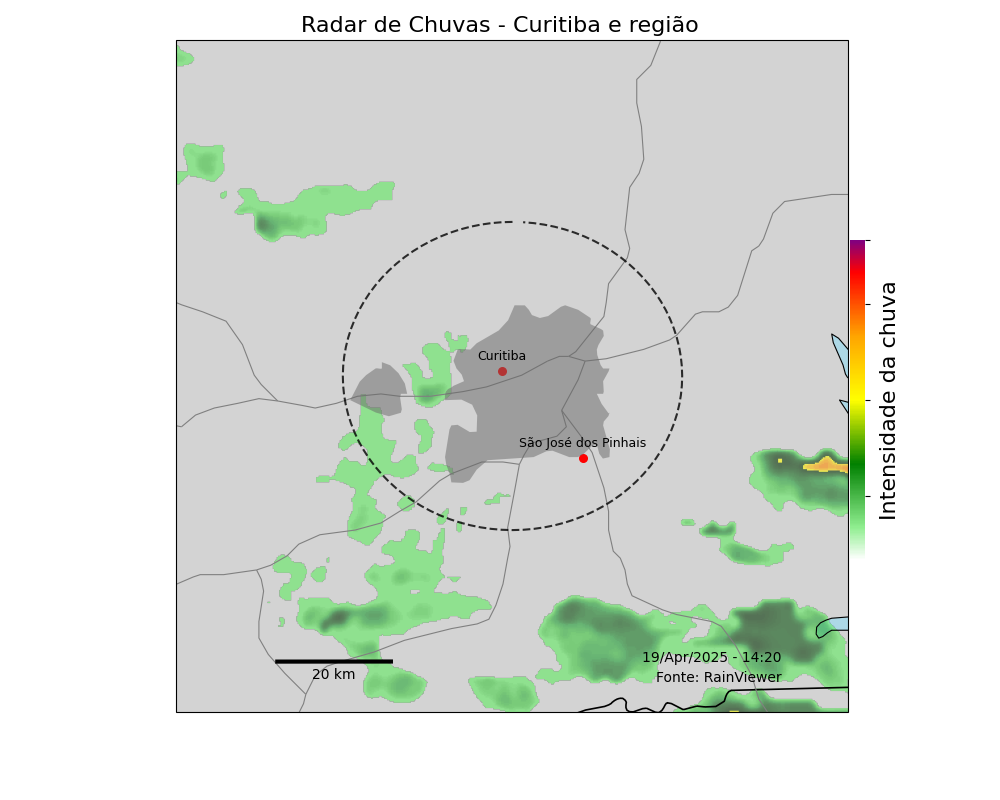 Radar de Chuvas - Curitiba e região
Curitiba
São José dos Pinhais
Intensidade da chuva
19/Apr/2025 - 14:20
20 km
Fonte: RainViewer